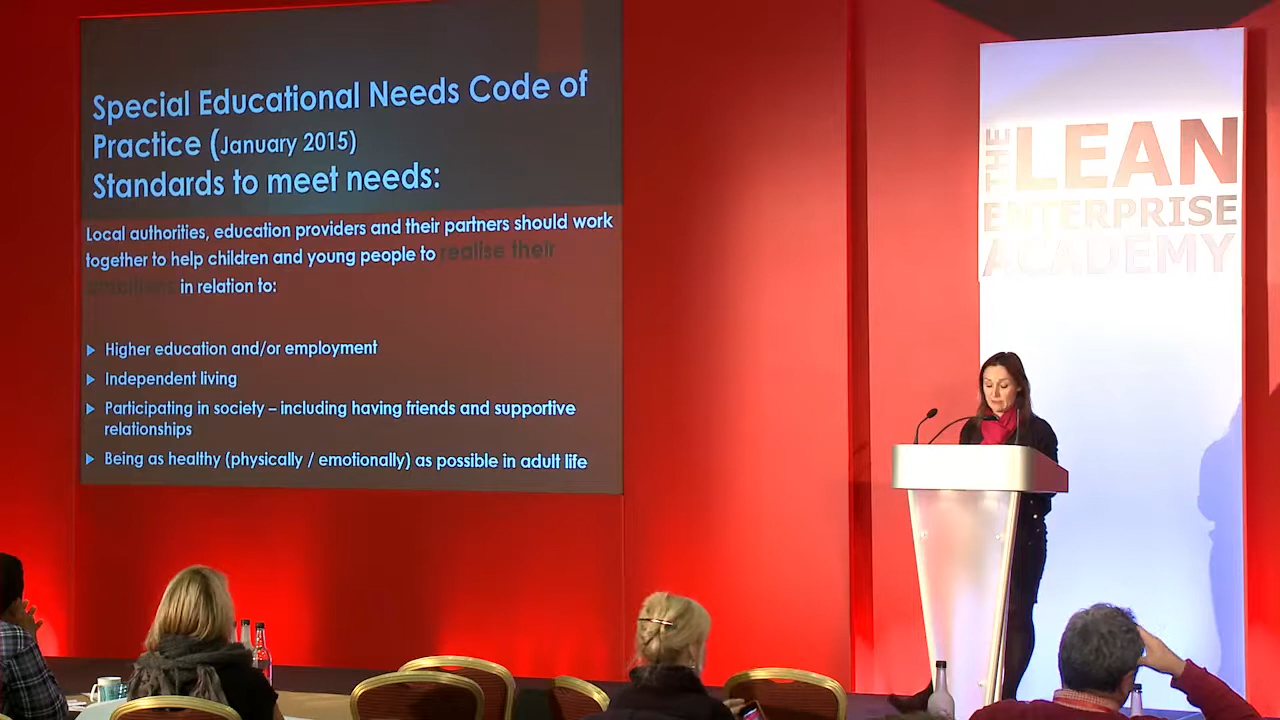 Special Educational Needs Code of
Practice (January 2015)
Standards to meet needs:
Local authorities, education providers and their partners should work
together to help children and young people to realise their
ambitions in relation to:
Higher education and/or employment
Independent living
Participating in society – including having friends and supportive
relationships
Being as healthy (physically / emotionally) as possible in adult life
THE LEAN
ENTERPRISE
ACADEMY